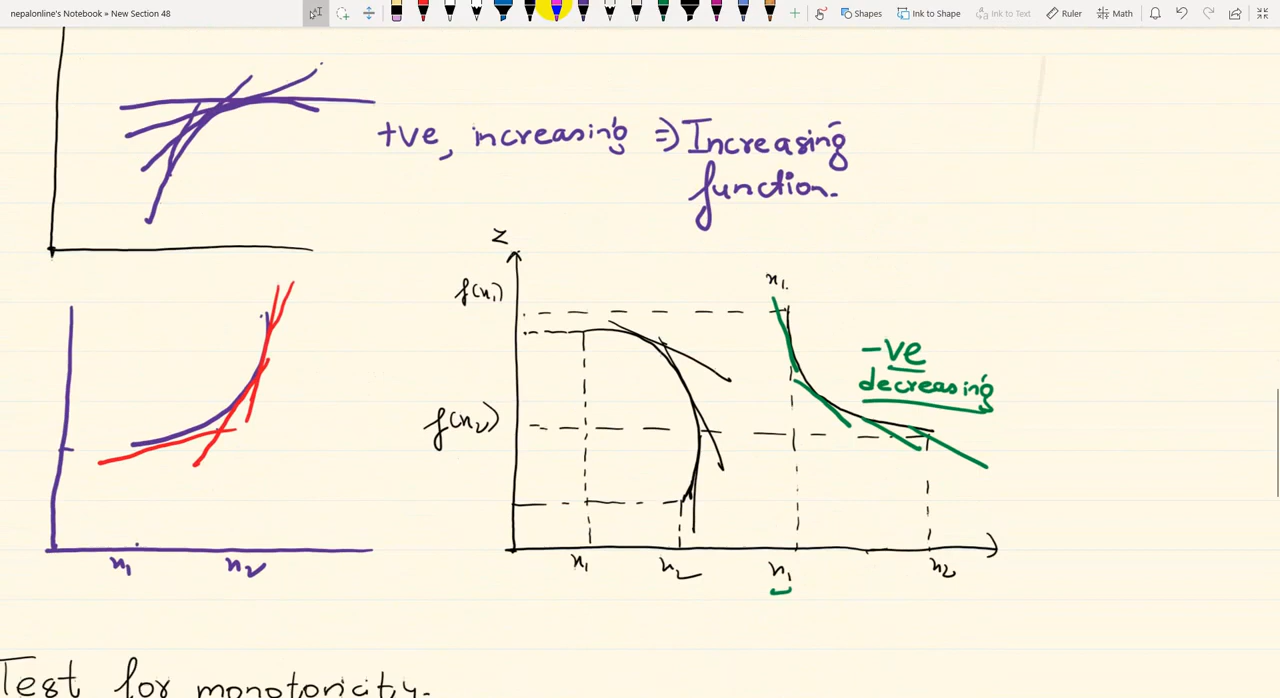 nepalonline's Notebook » New Section 48
Shapes
Ink to Shape
Ink to Text
Ruler
Math
+ve, increasing ⇒ Increasing
function.
z
f(x₁)
x₁
-ve
decreasing
f(x₂)
x₁ x₂
x₁ x₂ x₁ x₂
Test for monotonicity.